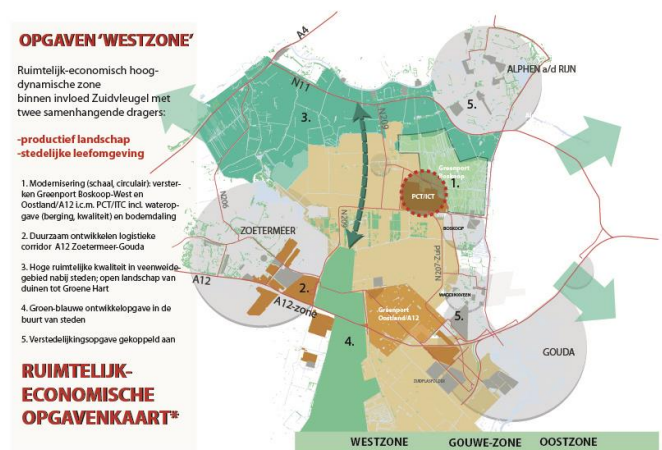 OPGAVEN 'WESTZONE'
Ruimtelijk-economisch hoog-
dynamische zone
binnen invloed Zuidvleugel met
twee samenhangende dragers:
-productief landschap
-stedelijke leefomgeving
1. Modernisering (schaal, circulair): verster-
ken Greenport Boskoop-West en
Oostland/A12 i.c.m. PCT/ITC incl. waterop-
gave (berging, kwaliteit) en bodemdaling
2. Duurzaam ontwikkelen logistieke
corridor A12 Zoetermeer-Gouda
3. Hoge ruimtelijke kwaliteit in veenweide-
gebied nabij steden; open landschap van
duinen tot Groene Hart
4. Groen-blauwe ontwikkelopgave in de
buurt van steden
5. Verstedelijkingsopgave gekoppeld aan
RUIMTELIJK-
ECONOMISCHE
OPGAVENKAART*
A4
N11
ALPHEN a/d RIJN
5.
3.
N209
Greenport
Boskoop
1.
PCT/ICT
N206
ZOETERMEER
N209
BOSKOOP
N207-Zuid
A12
2.
A12-zone
WADDINXVEEN
Greenport
Oostland/A12
5.
4.
GOUDA
ZUIDPLASPOLDER
WESTZONE
GOUWE-ZONE
OOSTZONE